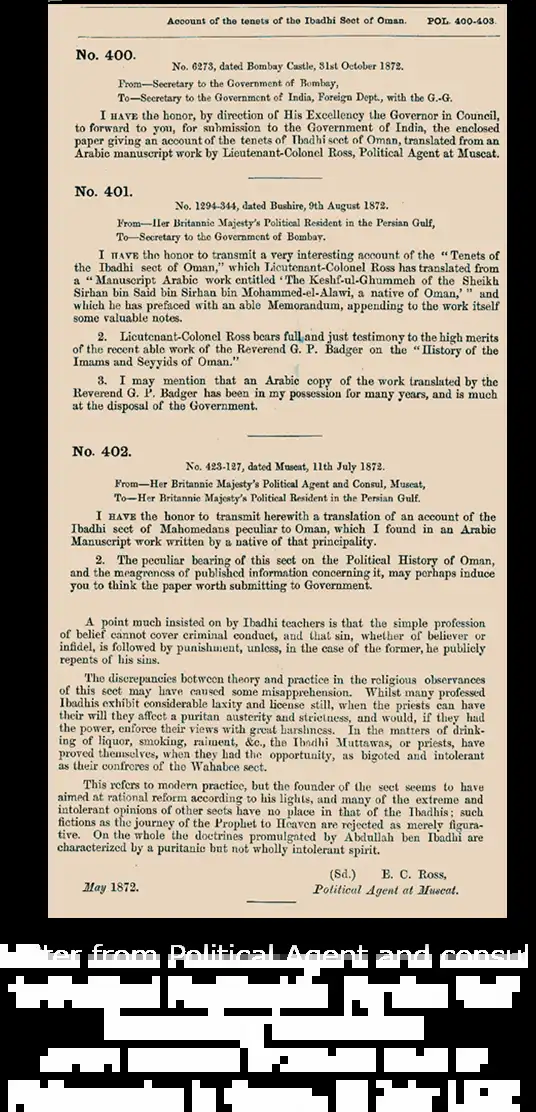 Account of the tenets of the Ibadhi Sect of Oman. POL. 400-403.
No. 400.
No. 6273, dated Bombay Castle, 31st October 1872.
From—Secretary to the Government of Bombay,
To—Secretary to the Government of India, Foreign Dept., with the G.-G.
I HAVE the honor, by direction of His Excellency the Governor in Council,
to forward to you, for submission to the Government of India, the enclosed
paper giving an account of the tenets of Ibadhi sect of Oman, translated from an
Arabic manuscript work by Lieutenant-Colonel Ross, Political Agent at Muscat.
No. 401.
No. 1294-344, dated Bushire, 9th August 1872.
From—Her Britannic Majesty's Political Resident in the Persian Gulf,
To—Secretary to the Government of Bombay.
I HAVE the honor to transmit a very interesting account of the "Tenets of
the Ibadhi sect of Oman," which Lieutenant-Colonel Ross has translated from
a "Manuscript Arabic work entitled 'The Keshf-ul-Ghummeh of the Sheikh
Sirhan bin Said bin Sirhan bin Mohammed-el-Alawi, a native of Oman,' " and
which he has prefaced with an able Memorandum, appending to the work itself
some valuable notes.
2. Lieutenant-Colonel Ross bears full and just testimony to the high merits
of the recent able work of the Reverend G. P. Badger on the "History of the
Imams and Seyyids of Oman."
3. I may mention that an Arabic copy of the work translated by the
Reverend G. P. Badger has been in my possession for many years, and is much
at the disposal of the Government.
No. 402.
No. 423-127, dated Muscat, 11th July 1872.
From—Her Britannic Majesty's Political Agent and Consul, Muscat,
To—Her Britannic Majesty's Political Resident in the Persian Gulf.
I HAVE the honor to transmit herewith a translation of an account of the
Ibadhi sect of Mahomedans peculiar to Oman, which I found in an Arabic
Manuscript work written by a native of that principality.
2. The peculiar bearing of this sect on the Political History of Oman,
and the meagreness of published information concerning it, may perhaps induce
you to think the paper worth submitting to Government.
A point much insisted on by Ibadhi teachers is that the simple profession
of belief cannot cover criminal conduct, and that sin, whether of believer or
infidel, is followed by punishment, unless, in the case of the former, he publicly
repents of his sins.
The discrepancies between theory and practice in the religious observances
of this sect may have caused some misapprehension. Whilst many professed
Ibadhis exhibit considerable laxity and license still, when the priests can have
their will they affect a puritan austerity and strictness, and would, if they had
the power, enforce their views with great harshness. In the matters of drink-
ing of liquor, smoking, raiment, &c., the Ibadhi Muttawas, or priests, have
proved themselves, when they had the opportunity, as bigoted and intolerant
as their confreres of the Wahabee sect.
This refers to modern practice, but the founder of the sect seems to have
aimed at rational reform according to his lights, and many of the extreme and
intolerant opinions of other sects have no place in that of the Ibadhis; such
fictions as the journey of the Prophet to Heaven are rejected as merely figura-
tive. On the whole the doctrines promulgated by Abdullah ben Ibadhi are
characterized by a puritanic but not wholly intolerant spirit.
(Sd.) E. C. Ross,
May 1872. Political Agent at Muscat.
from Political Agent and consul